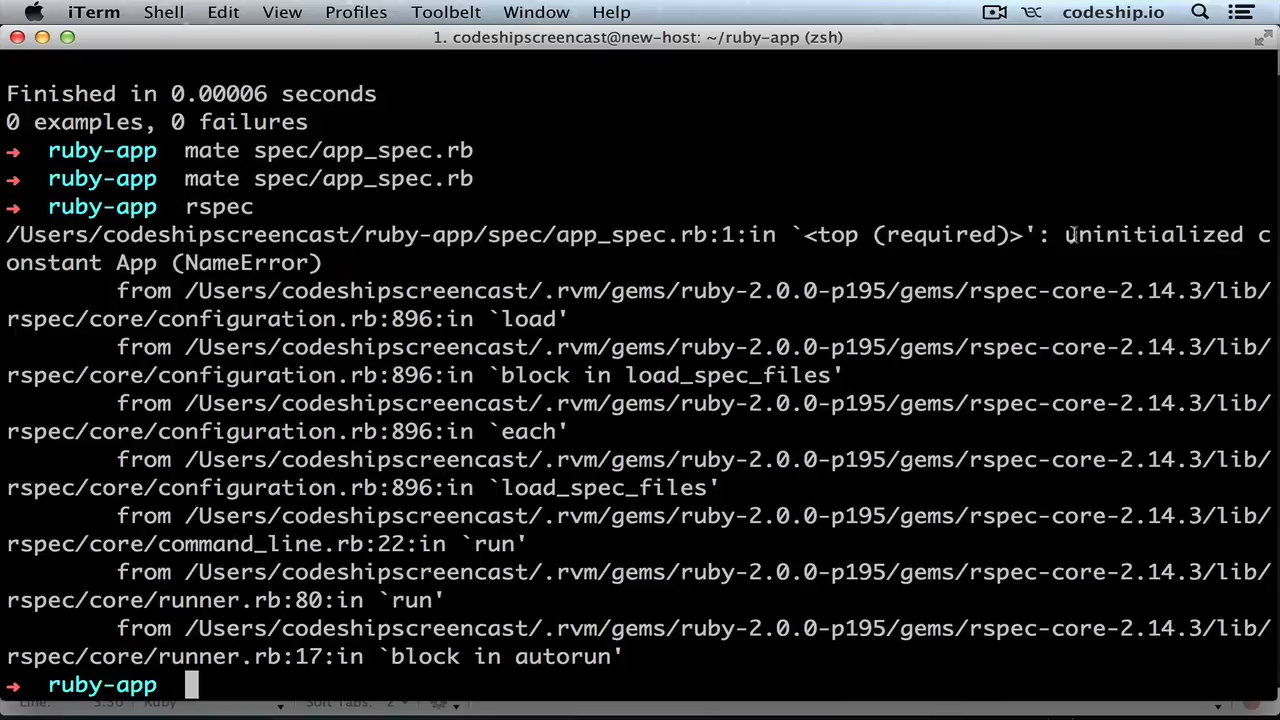 iTerm Shell Edit View Profiles Toolbelt Window Help codeship.io
1. codeshipscreencast@new-host: ~/ruby-app (zsh)
Finished in 0.00006 seconds
0 examples, 0 failures
➜ ruby-app mate spec/app_spec.rb
➜ ruby-app mate spec/app_spec.rb
➜ ruby-app rspec
/Users/codeshipscreencast/ruby-app/spec/app_spec.rb:1:in `<top (required)>': uninitialized c
onstant App (NameError)
from /Users/codeshipscreencast/.rvm/gems/ruby-2.0.0-p195/gems/rspec-core-2.14.3/lib/
rspec/core/configuration.rb:896:in `load'
from /Users/codeshipscreencast/.rvm/gems/ruby-2.0.0-p195/gems/rspec-core-2.14.3/lib/
rspec/core/configuration.rb:896:in `block in load_spec_files'
from /Users/codeshipscreencast/.rvm/gems/ruby-2.0.0-p195/gems/rspec-core-2.14.3/lib/
rspec/core/configuration.rb:896:in `each'
from /Users/codeshipscreencast/.rvm/gems/ruby-2.0.0-p195/gems/rspec-core-2.14.3/lib/
rspec/core/configuration.rb:896:in `load_spec_files'
from /Users/codeshipscreencast/.rvm/gems/ruby-2.0.0-p195/gems/rspec-core-2.14.3/lib/
rspec/core/command_line.rb:22:in `run'
from /Users/codeshipscreencast/.rvm/gems/ruby-2.0.0-p195/gems/rspec-core-2.14.3/lib/
rspec/core/runner.rb:80:in `run'
from /Users/codeshipscreencast/.rvm/gems/ruby-2.0.0-p195/gems/rspec-core-2.14.3/lib/
rspec/core/runner.rb:17:in `block in autorun'
➜ ruby-app
Line: Ruby Soft Tabs: 2